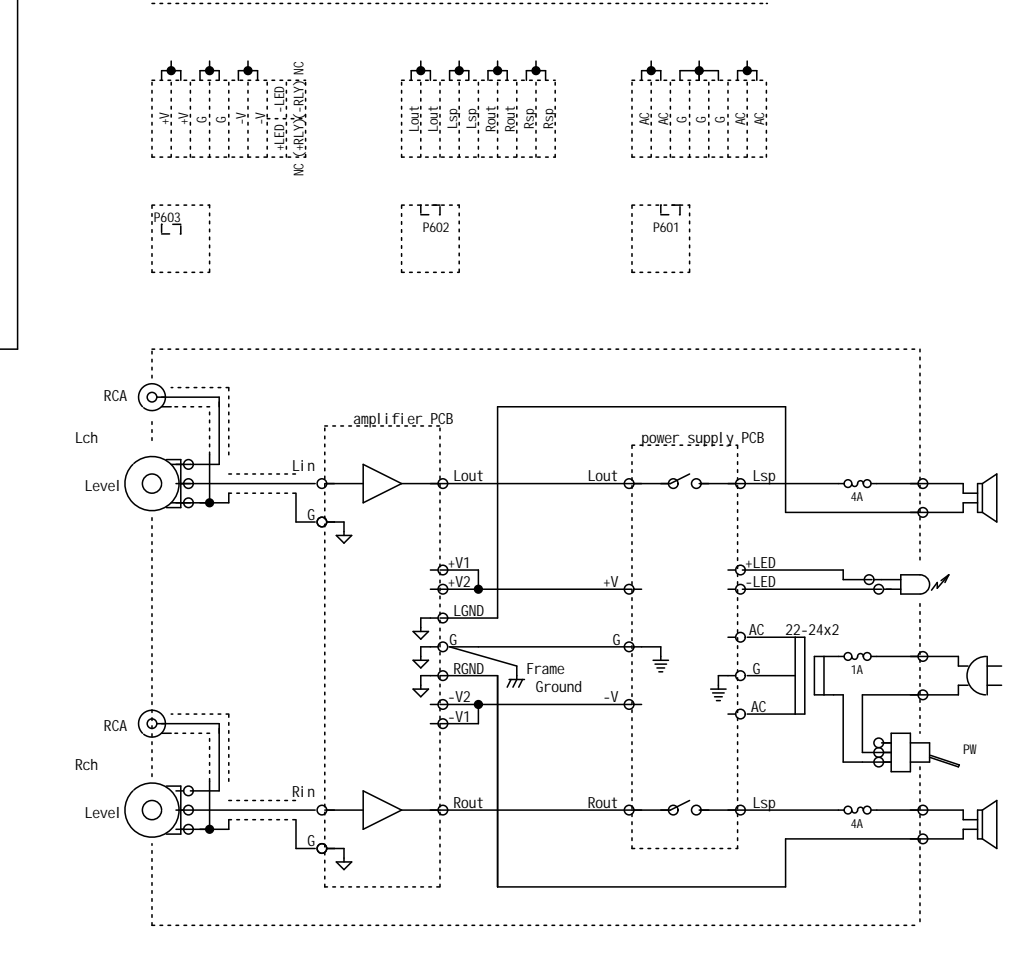 +V +V G G -V -V +LED -LED NC (+RLY)(-RLY) NC
Lout Lout Lsp Lsp Rout Rout Rsp Rsp
AC AC G G G AC AC
P603
P602
P601
RCA
amplifier PCB
Lch
power supply PCB
Lin
Lout
Lout
Lsp
Level
4A
G
+V1
+LED
+V2
+V
-LED
LGND
AC
22-24x2
G
G
RGND
Frame
Ground
G
1A
-V2
-V
AC
-V1
RCA
PW
Rch
Rin
Rout
Rout
Lsp
Level
4A
G